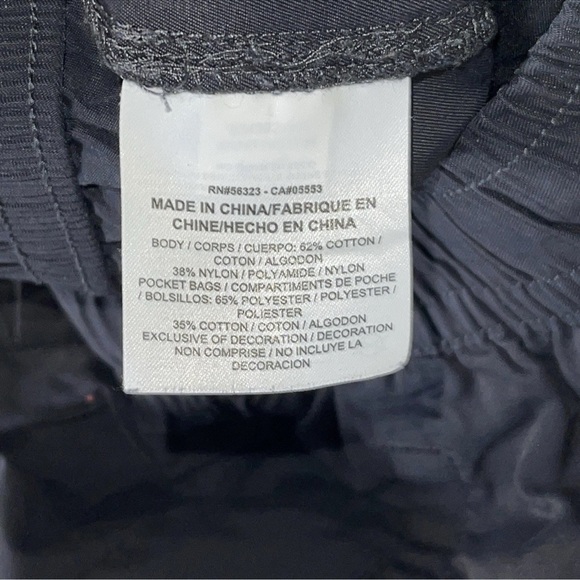 RN#56323 - CA#05553
MADE IN CHINA/FABRIQUE EN
CHINE/HECHO EN CHINA
BODY / CORPS / CUERPO: 62% COTTON /
COTON / ALGODON
38% NYLON / POLYAMIDE / NYLON
POCKET BAGS / COMPARTIMENTS DE POCHE
/ BOLSILLOS: 65% POLYESTER / POLYESTER /
POLIESTER
35% COTTON / COTON / ALGODON
EXCLUSIVE OF DECORATION / DECORATION
NON COMPRISE / NO INCLUYE LA
DECORACION